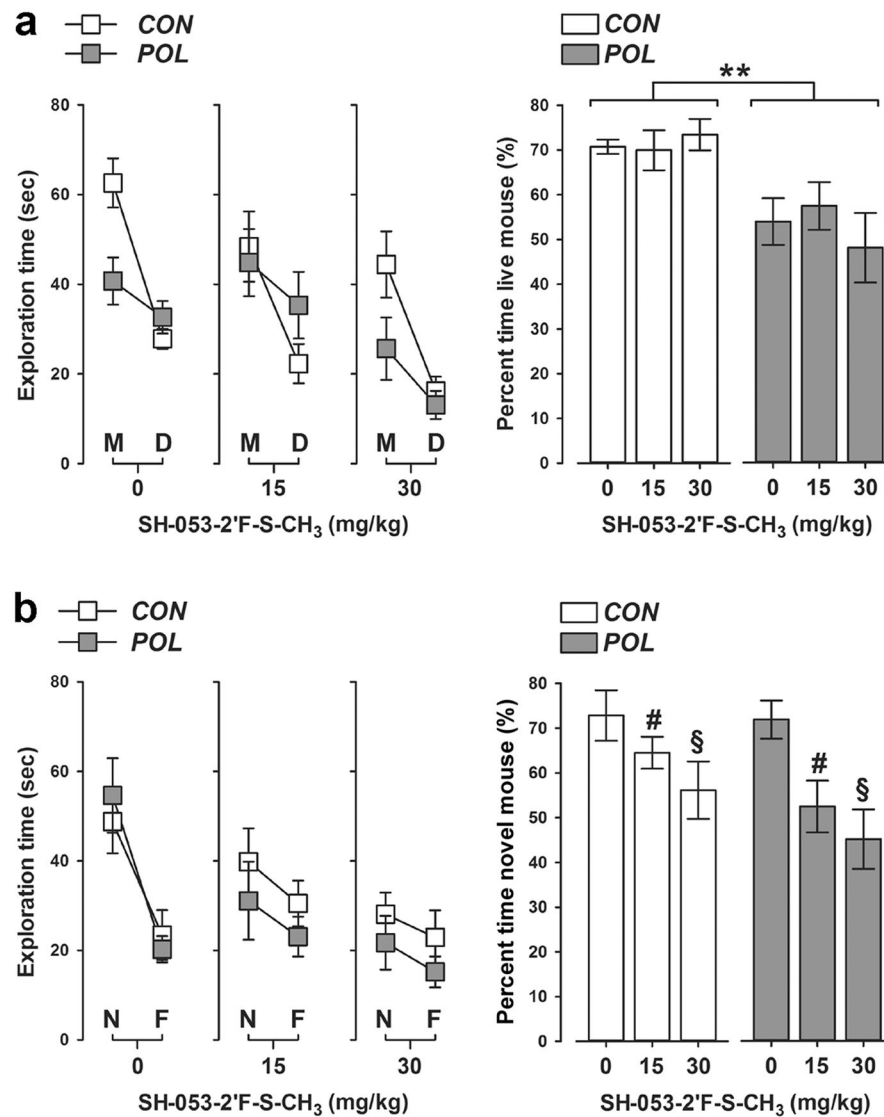 a
CON
POL
CON
POL
**
Exploration time (sec)
80
60
40
20
0
M D M D M D
0 15 30
SH-053-2'F-S-CH₃ (mg/kg)
Percent time live mouse (%)
80
70
60
50
40
30
20
10
0
0 15 30 0 15 30
SH-053-2'F-S-CH₃ (mg/kg)
b
CON
POL
CON
POL
Exploration time (sec)
80
60
40
20
0
N F N F N F
0 15 30
SH-053-2'F-S-CH₃ (mg/kg)
Percent time novel mouse (%)
80
70
60
50
40
30
20
10
0
# § # §
0 15 30 0 15 30
SH-053-2'F-S-CH₃ (mg/kg)